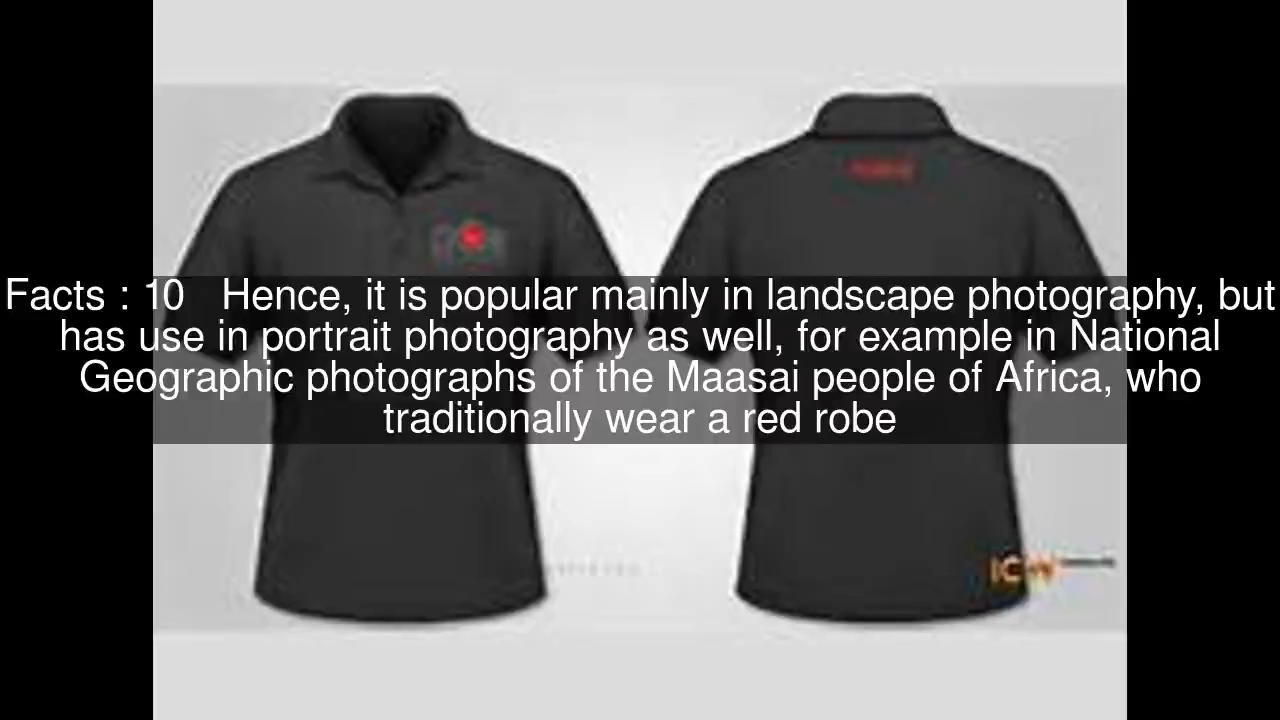 Facts : 10 Hence, it is popular mainly in landscape photography, but
has use in portrait photography as well, for example in National
Geographic photographs of the Maasai people of Africa, who
traditionally wear a red robe
ICW